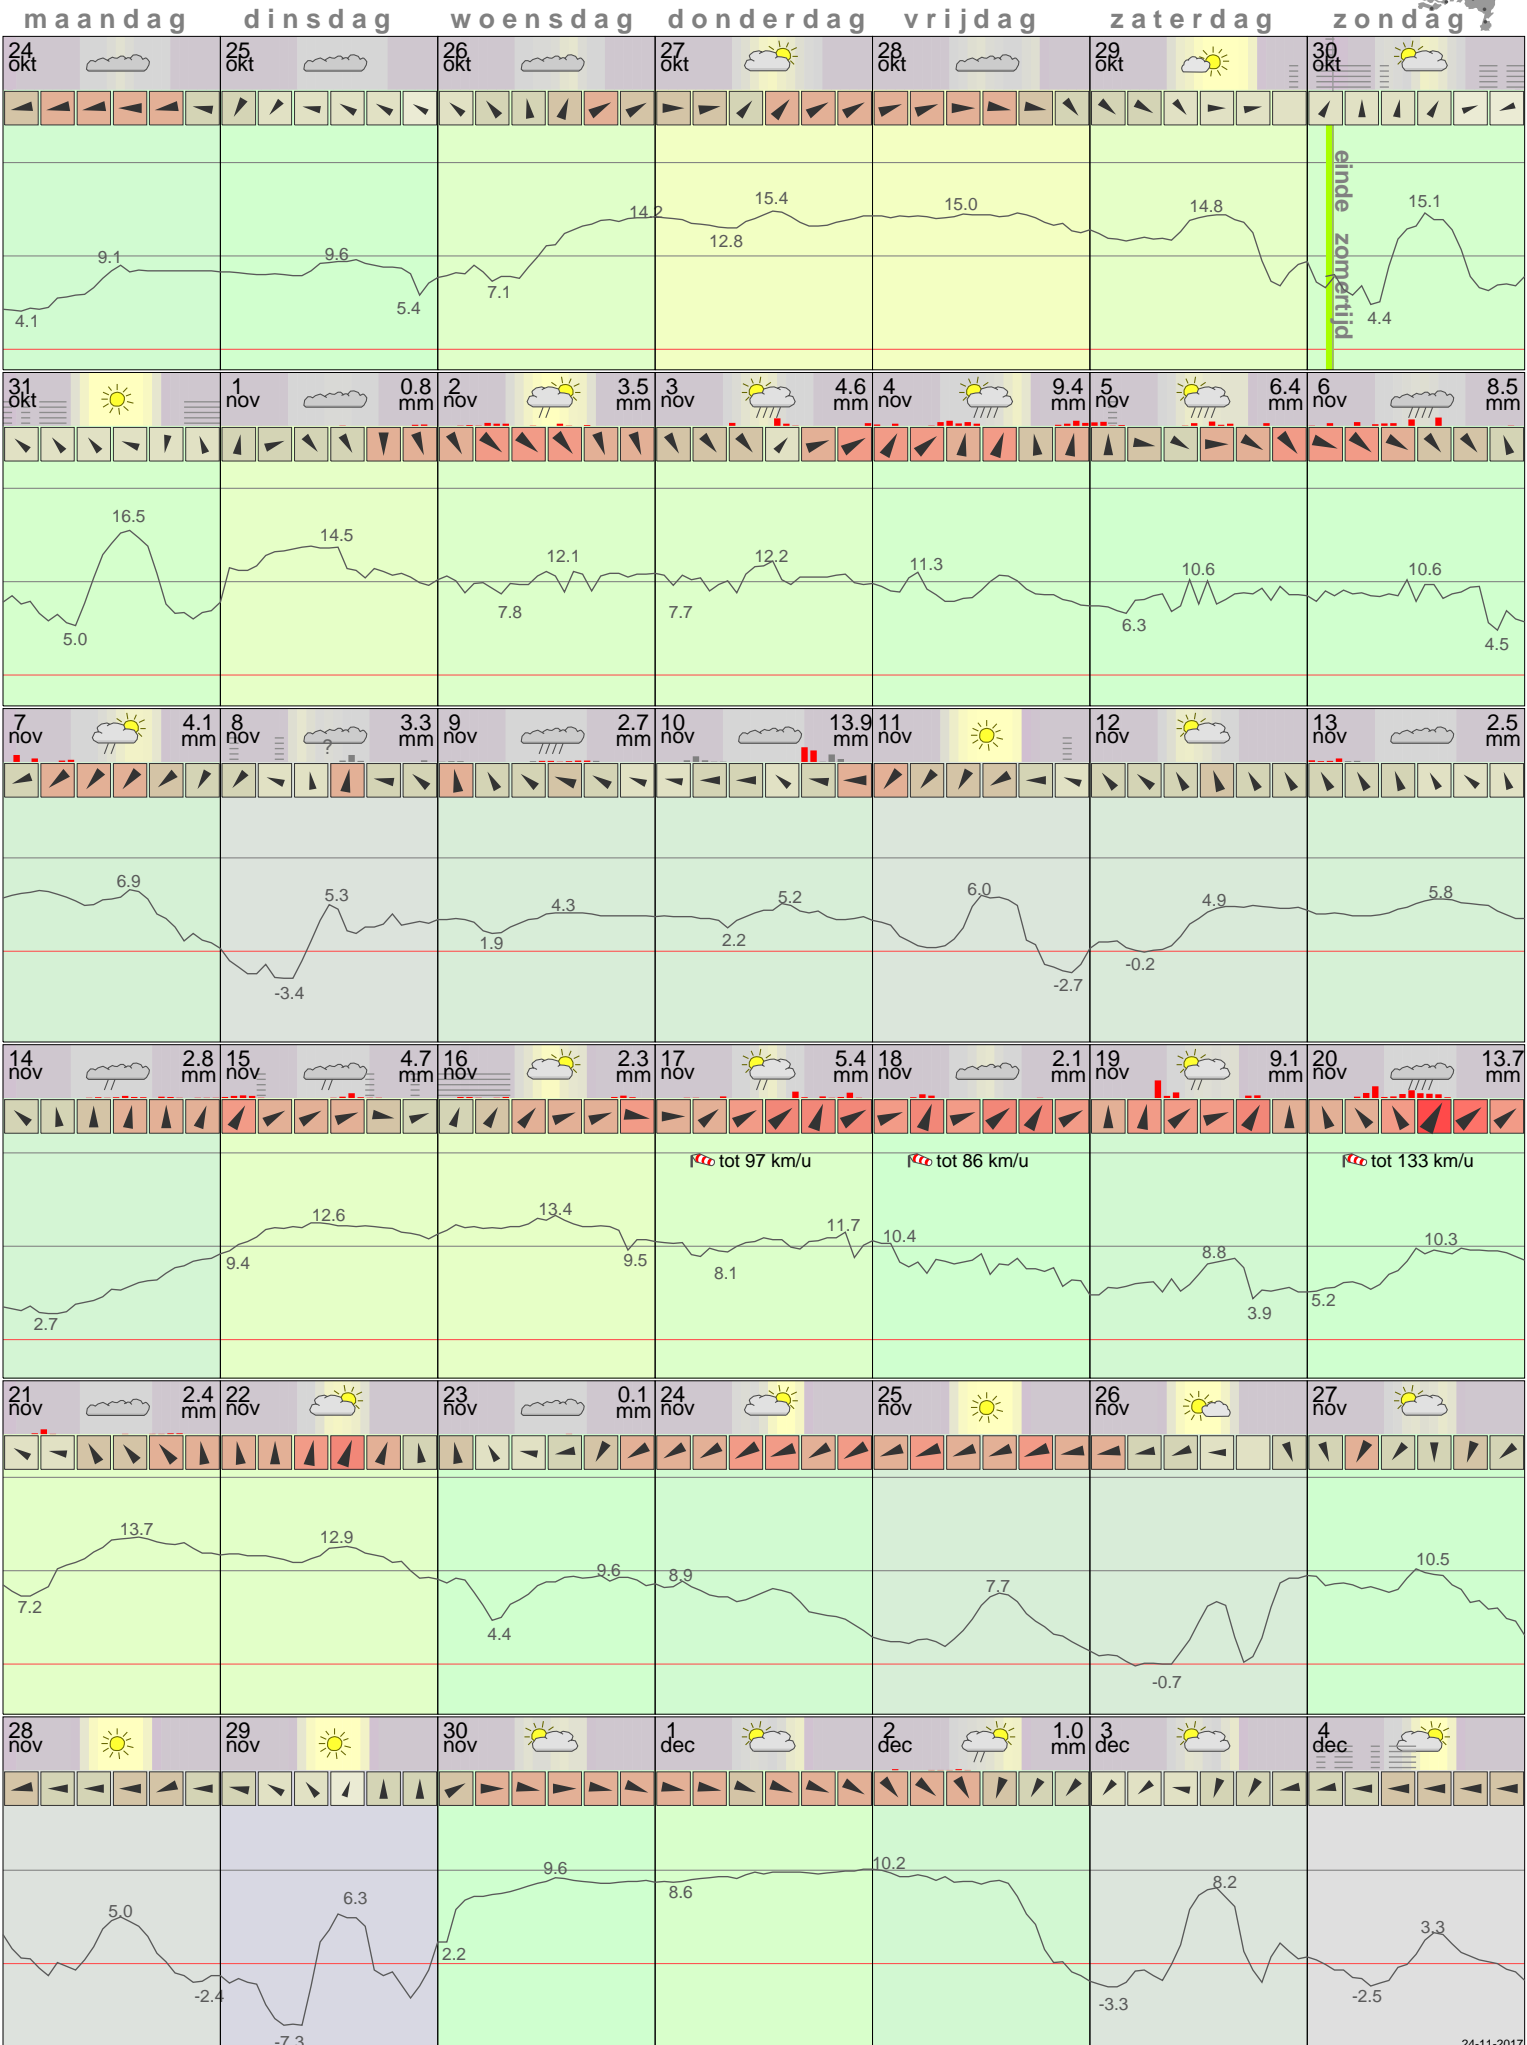 maandag dinsdag woensdag donderdag vrijdag zaterdag zondag
24 okt 25 okt 26 okt 27 okt 28 okt 29 okt 30 okt
einde zomertijd
14.2 15.4 15.0 14.8 15.1
9.1 9.6 12.8
4.1 5.4 7.1 4.4
31 okt 1 nov 0.8 mm 2 nov 3.5 mm 3 nov 4.6 mm 4 nov 9.4 mm 5 nov 6.4 mm 6 nov 8.5 mm
16.5 14.5 12.1 12.2 11.3 10.6 10.6
5.0 7.8 7.7 6.3 4.5
7 nov 4.1 mm 8 nov ? 3.3 mm 9 nov 2.7 mm 10 nov 13.9 mm 11 nov 12 nov 13 nov 2.5 mm
6.9 5.3 4.3 5.2 6.0 4.9 5.8
-3.4 1.9 2.2 -2.7 -0.2
14 nov 2.8 mm 15 nov 4.7 mm 16 nov 2.3 mm 17 nov 5.4 mm 18 nov 2.1 mm 19 nov 9.1 mm 20 nov 13.7 mm
tot 97 km/u tot 86 km/u tot 133 km/u
12.6 13.4 11.7 10.4 8.8 10.3
2.7 9.4 9.5 8.1 3.9 5.2
21 nov 2.4 mm 22 nov 23 nov 0.1 mm 24 nov 25 nov 26 nov 27 nov
13.7 12.9 9.6 8.9 7.7 10.5
7.2 4.4 -0.7
28 nov 29 nov 30 nov 1 dec 2 dec 1.0 mm 3 dec 4 dec
5.0 6.3 9.6 10.2 8.2 3.3
-2.4 -7.3 2.2 8.6 -3.3 -2.5
24-11-2017